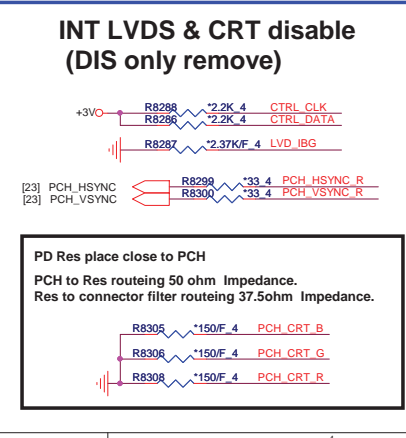 INT LVDS & CRT disable
(DIS only remove)
+3V
R8288 *2.2K_4 CTRL_CLK
R8286 *2.2K_4 CTRL_DATA
R8287 *2.37K/F_4 LVD_IBG
[23] PCH_HSYNC R8299 *33_4 PCH_HSYNC_R
[23] PCH_VSYNC R8300 *33_4 PCH_VSYNC_R
PD Res place close to PCH
PCH to Res routeing 50 ohm Impedance.
Res to connector filter routeing 37.5ohm Impedance.
R8305 *150/F_4 PCH_CRT_B
R8306 *150/F_4 PCH_CRT_G
R8308 *150/F_4 PCH_CRT_R